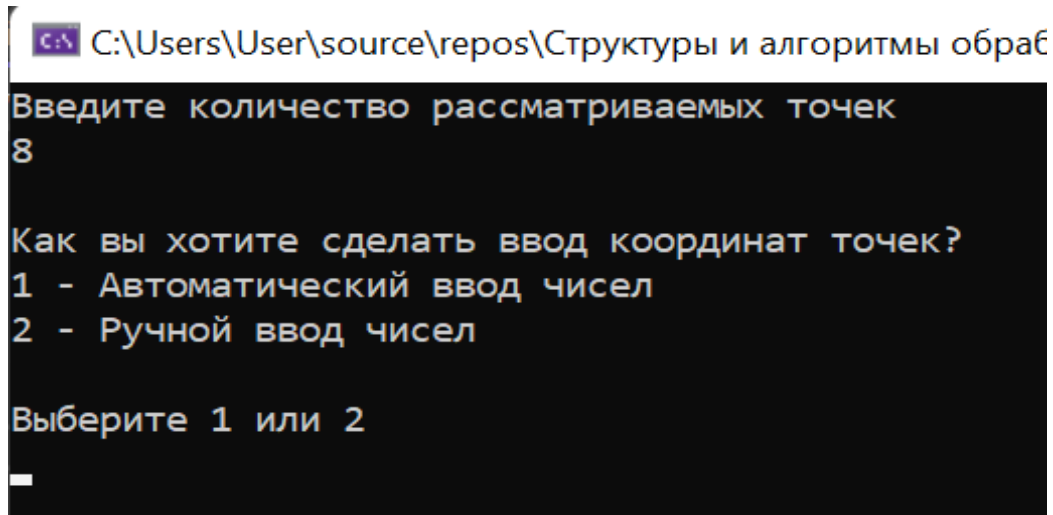 C:\Users\User\source\repos\Структуры и алгоритмы обраб
Введите количество рассматриваемых точек
8
Как вы хотите сделать ввод координат точек?
1 - Автоматический ввод чисел
2 - Ручной ввод чисел
Выберите 1 или 2